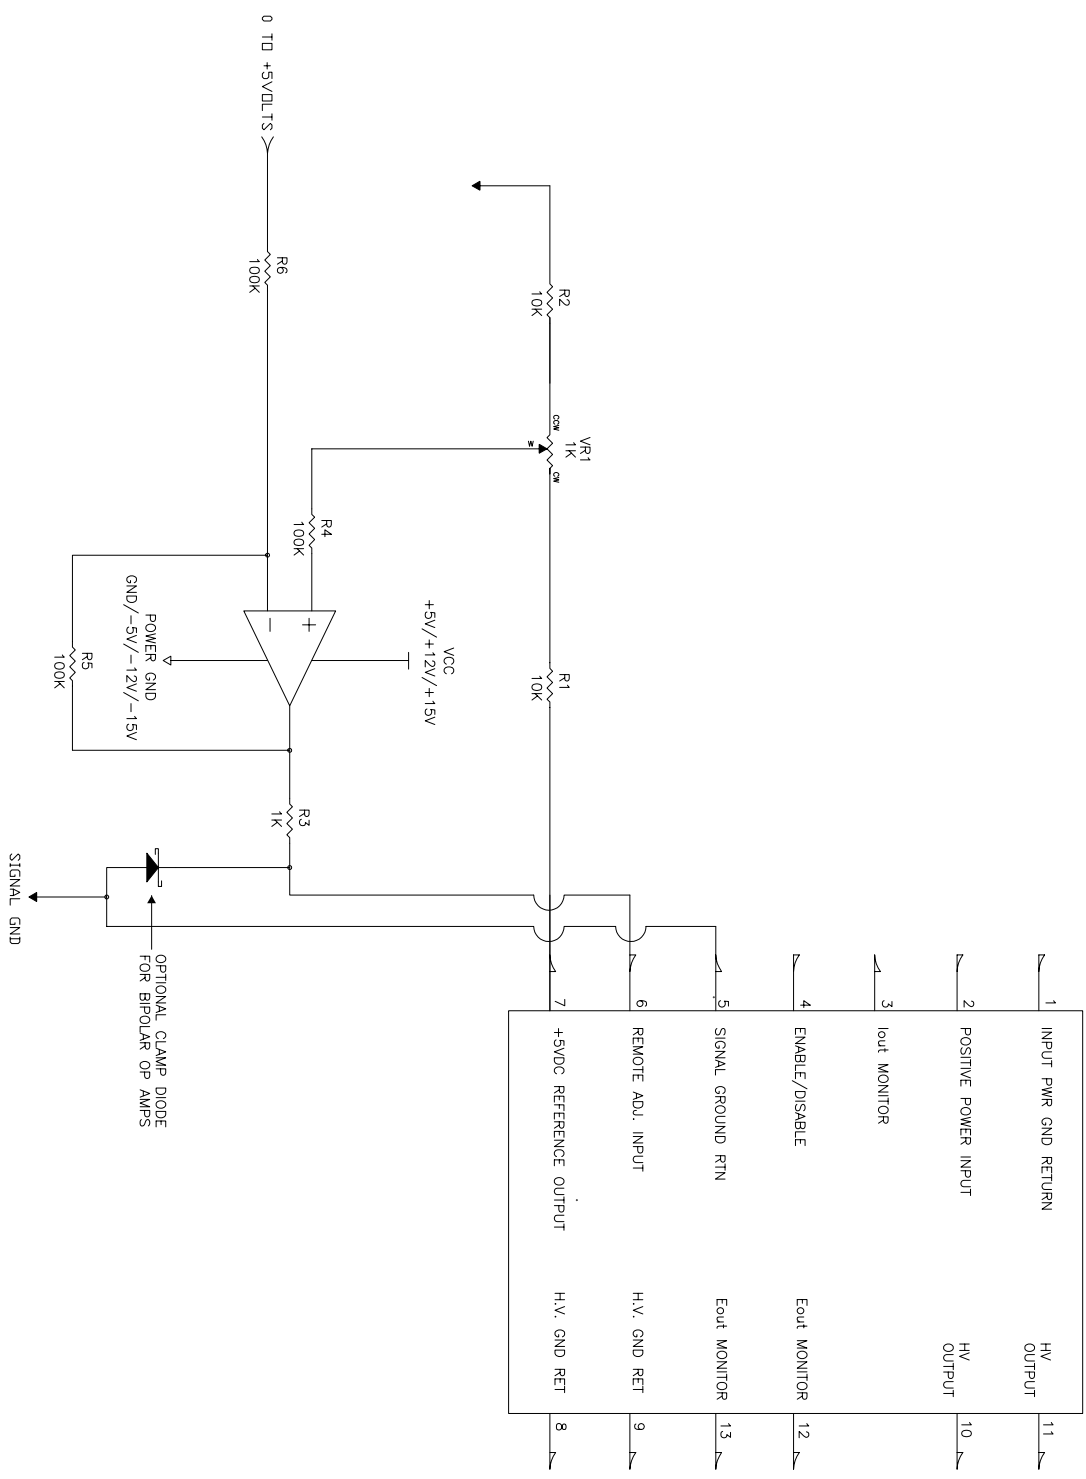 1
INPUT PWR GND RETURN
HV
OUTPUT
11
2
POSITIVE POWER INPUT
HV
OUTPUT
10
3
Iout MONITOR
4
ENABLE/DISABLE
Eout MONITOR
12
5
SIGNAL GROUND RTN
Eout MONITOR
13
6
REMOTE ADJ. INPUT
H.V. GND RET
9
7
+5VDC REFERENCE OUTPUT
H.V. GND RET
8
R2
10K
VR1
1K
CCW
CW
W
R1
10K
VCC
+5V/+12V/+15V
R4
100K
0 TO +5VOLTS
R6
100K
+
−
R3
1K
POWER GND
GND/-5V/-12V/-15V
R5
100K
OPTIONAL CLAMP DIODE
FOR BIPOLAR OP AMPS
SIGNAL GND